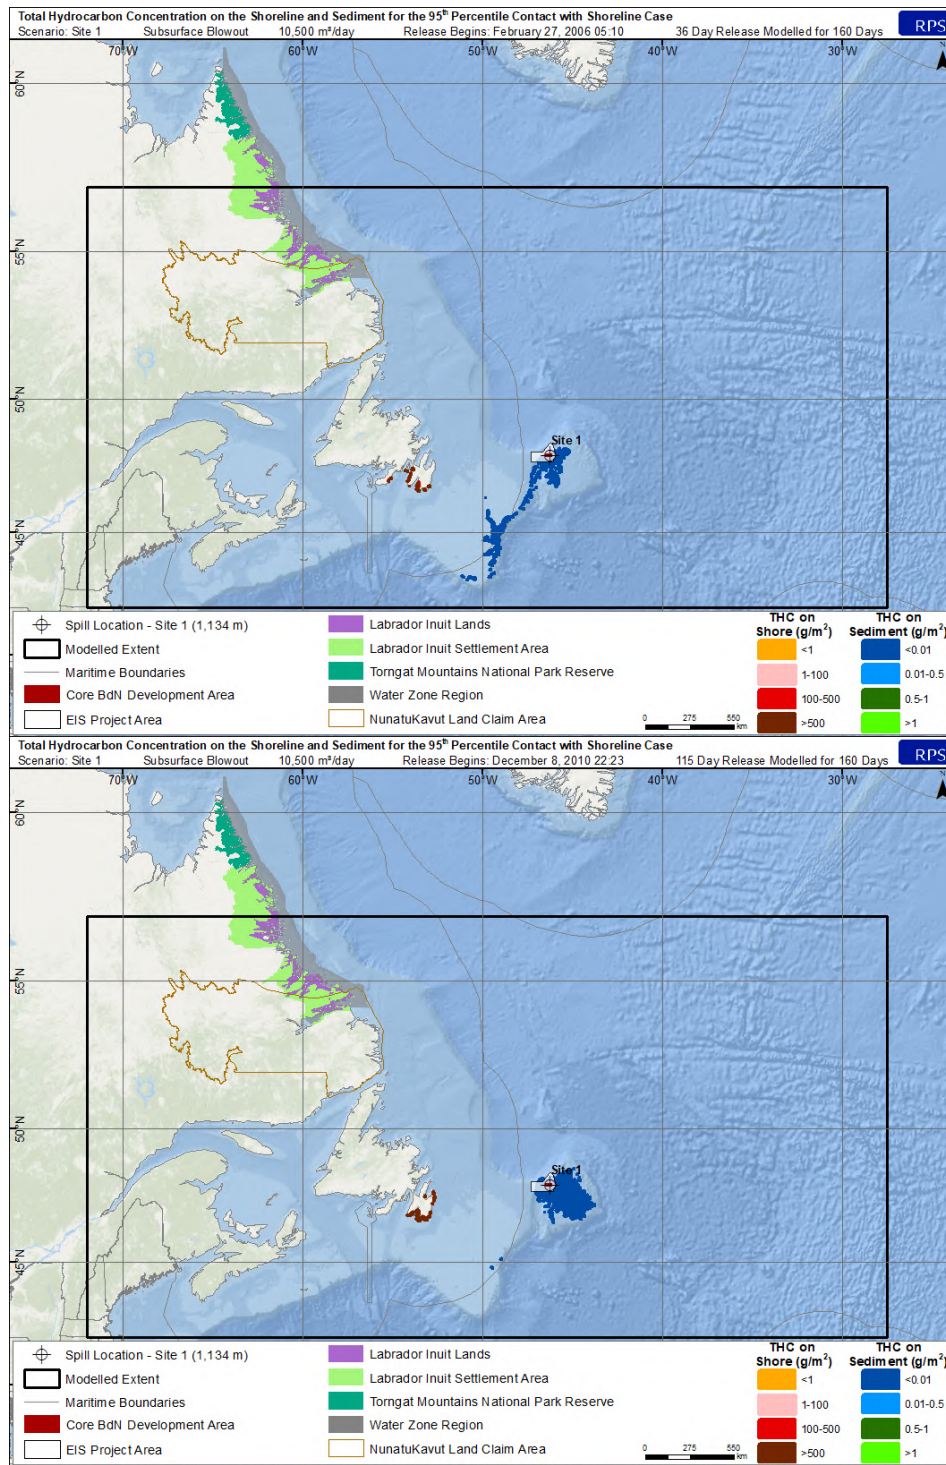 Total Hydrocarbon Concentration on the Shoreline and Sediment for the 95th Percentile Contact with Shoreline Case
Scenario: Site 1 Subsurface Blowout 10,500 m³/day Release Begins: February 27, 2006 05:10 36 Day Release Modelled for 160 Days
RPS
70°W 60°W 50°W 40°W 30°W
N
60°N
55°N
50°N
Site 1
45°N
Spill Location - Site 1 (1,134 m)
Modelled Extent
Maritime Boundaries
Core BdN Development Area
EIS Project Area
Labrador Inuit Lands
Labrador Inuit Settlement Area
Torngat Mountains National Park Reserve
Water Zone Region
NunatuKavut Land Claim Area
0 275 550
km
THC on
Shore (g/m²)
<1
1-100
100-500
>500
THC on
Sediment (g/m²)
<0.01
0.01-0.5
0.5-1
>1
Total Hydrocarbon Concentration on the Shoreline and Sediment for the 95th Percentile Contact with Shoreline Case
Scenario: Site 1 Subsurface Blowout 10,500 m³/day Release Begins: December 8, 2010 22:23 115 Day Release Modelled for 160 Days
RPS
70°W 60°W 50°W 40°W 30°W
N
60°N
55°N
50°N
Site 1
45°N
Spill Location - Site 1 (1,134 m)
Modelled Extent
Maritime Boundaries
Core BdN Development Area
EIS Project Area
Labrador Inuit Lands
Labrador Inuit Settlement Area
Torngat Mountains National Park Reserve
Water Zone Region
NunatuKavut Land Claim Area
0 275 550
km
THC on
Shore (g/m²)
<1
1-100
100-500
>500
THC on
Sediment (g/m²)
<0.01
0.01-0.5
0.5-1
>1